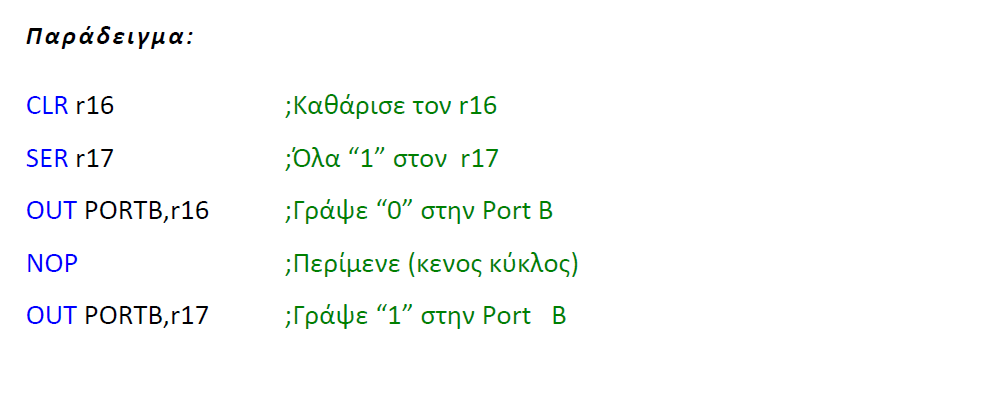 Παράδειγμα:
CLR r16 ;Καθάρισε τον r16
SER r17 ;Όλα “1” στον r17
OUT PORTB,r16 ;Γράψε “0” στην Port B
NOP ;Περίμενε (κενος κύκλος)
OUT PORTB,r17 ;Γράψε “1” στην Port B